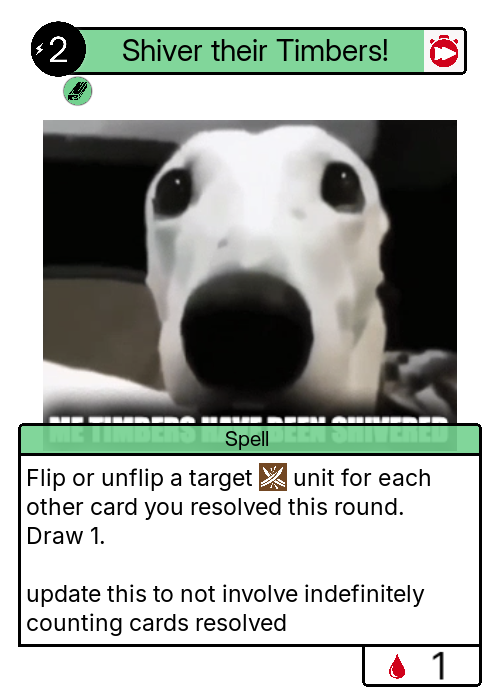 2 Shiver their Timbers!
ME TIMBERS HAVE BEEN SHIVERED
Spell
Flip or unflip a target unit for each
other card you resolved this round.
Draw 1.
update this to not involve indefinitely
counting cards resolved
1